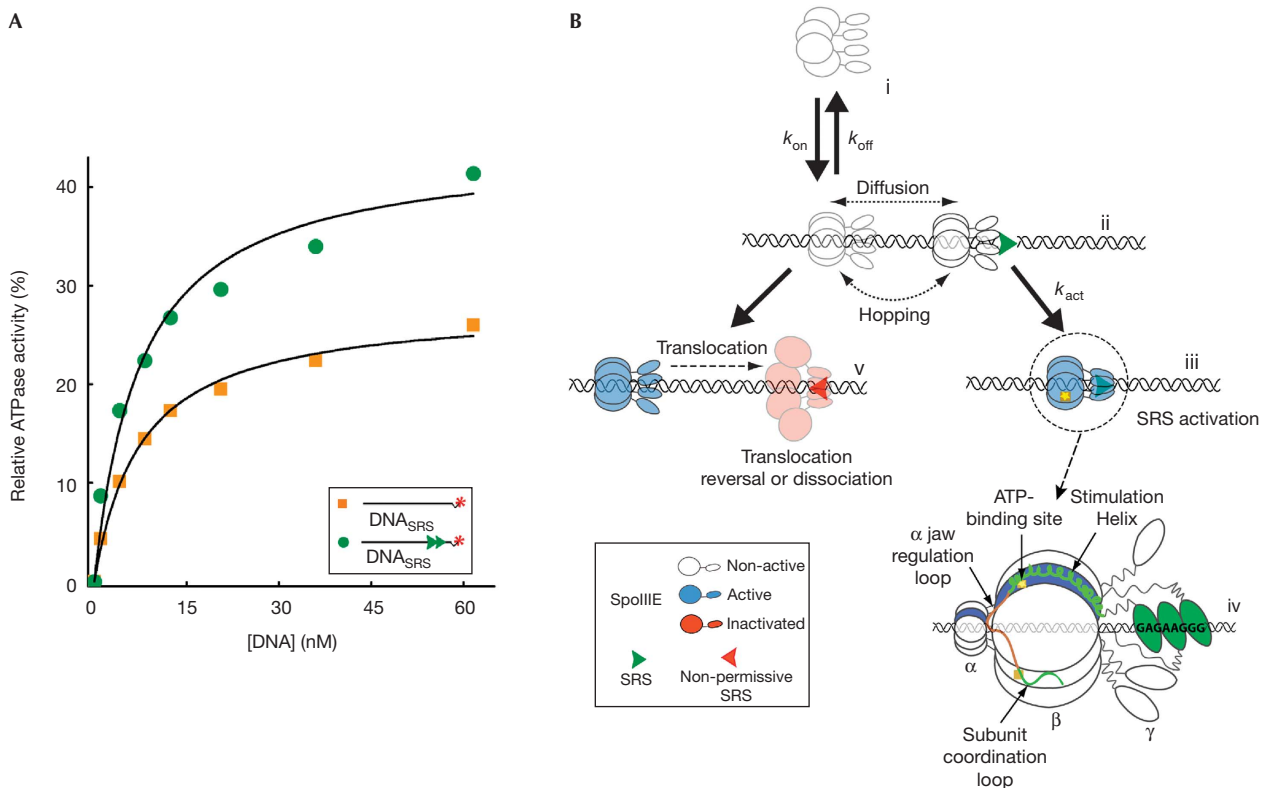 A
Relative ATPase activity (%)
40
30
20
10
0
0
15
30
45
60
[DNA] (nM)
DNASRS
DNASRS
B
i
kon
koff
Diffusion
ii
Hopping
kact
Translocation
v
Translocation
reversal or dissociation
iii
SRS activation
ATP-
binding site
Stimulation
Helix
α jaw
regulation
loop
iv
GAGAAGGG
α
β
γ
Subunit
coordination
loop
SpoIIIE
Non-active
Active
Inactivated
SRS
Non-permissive
SRS